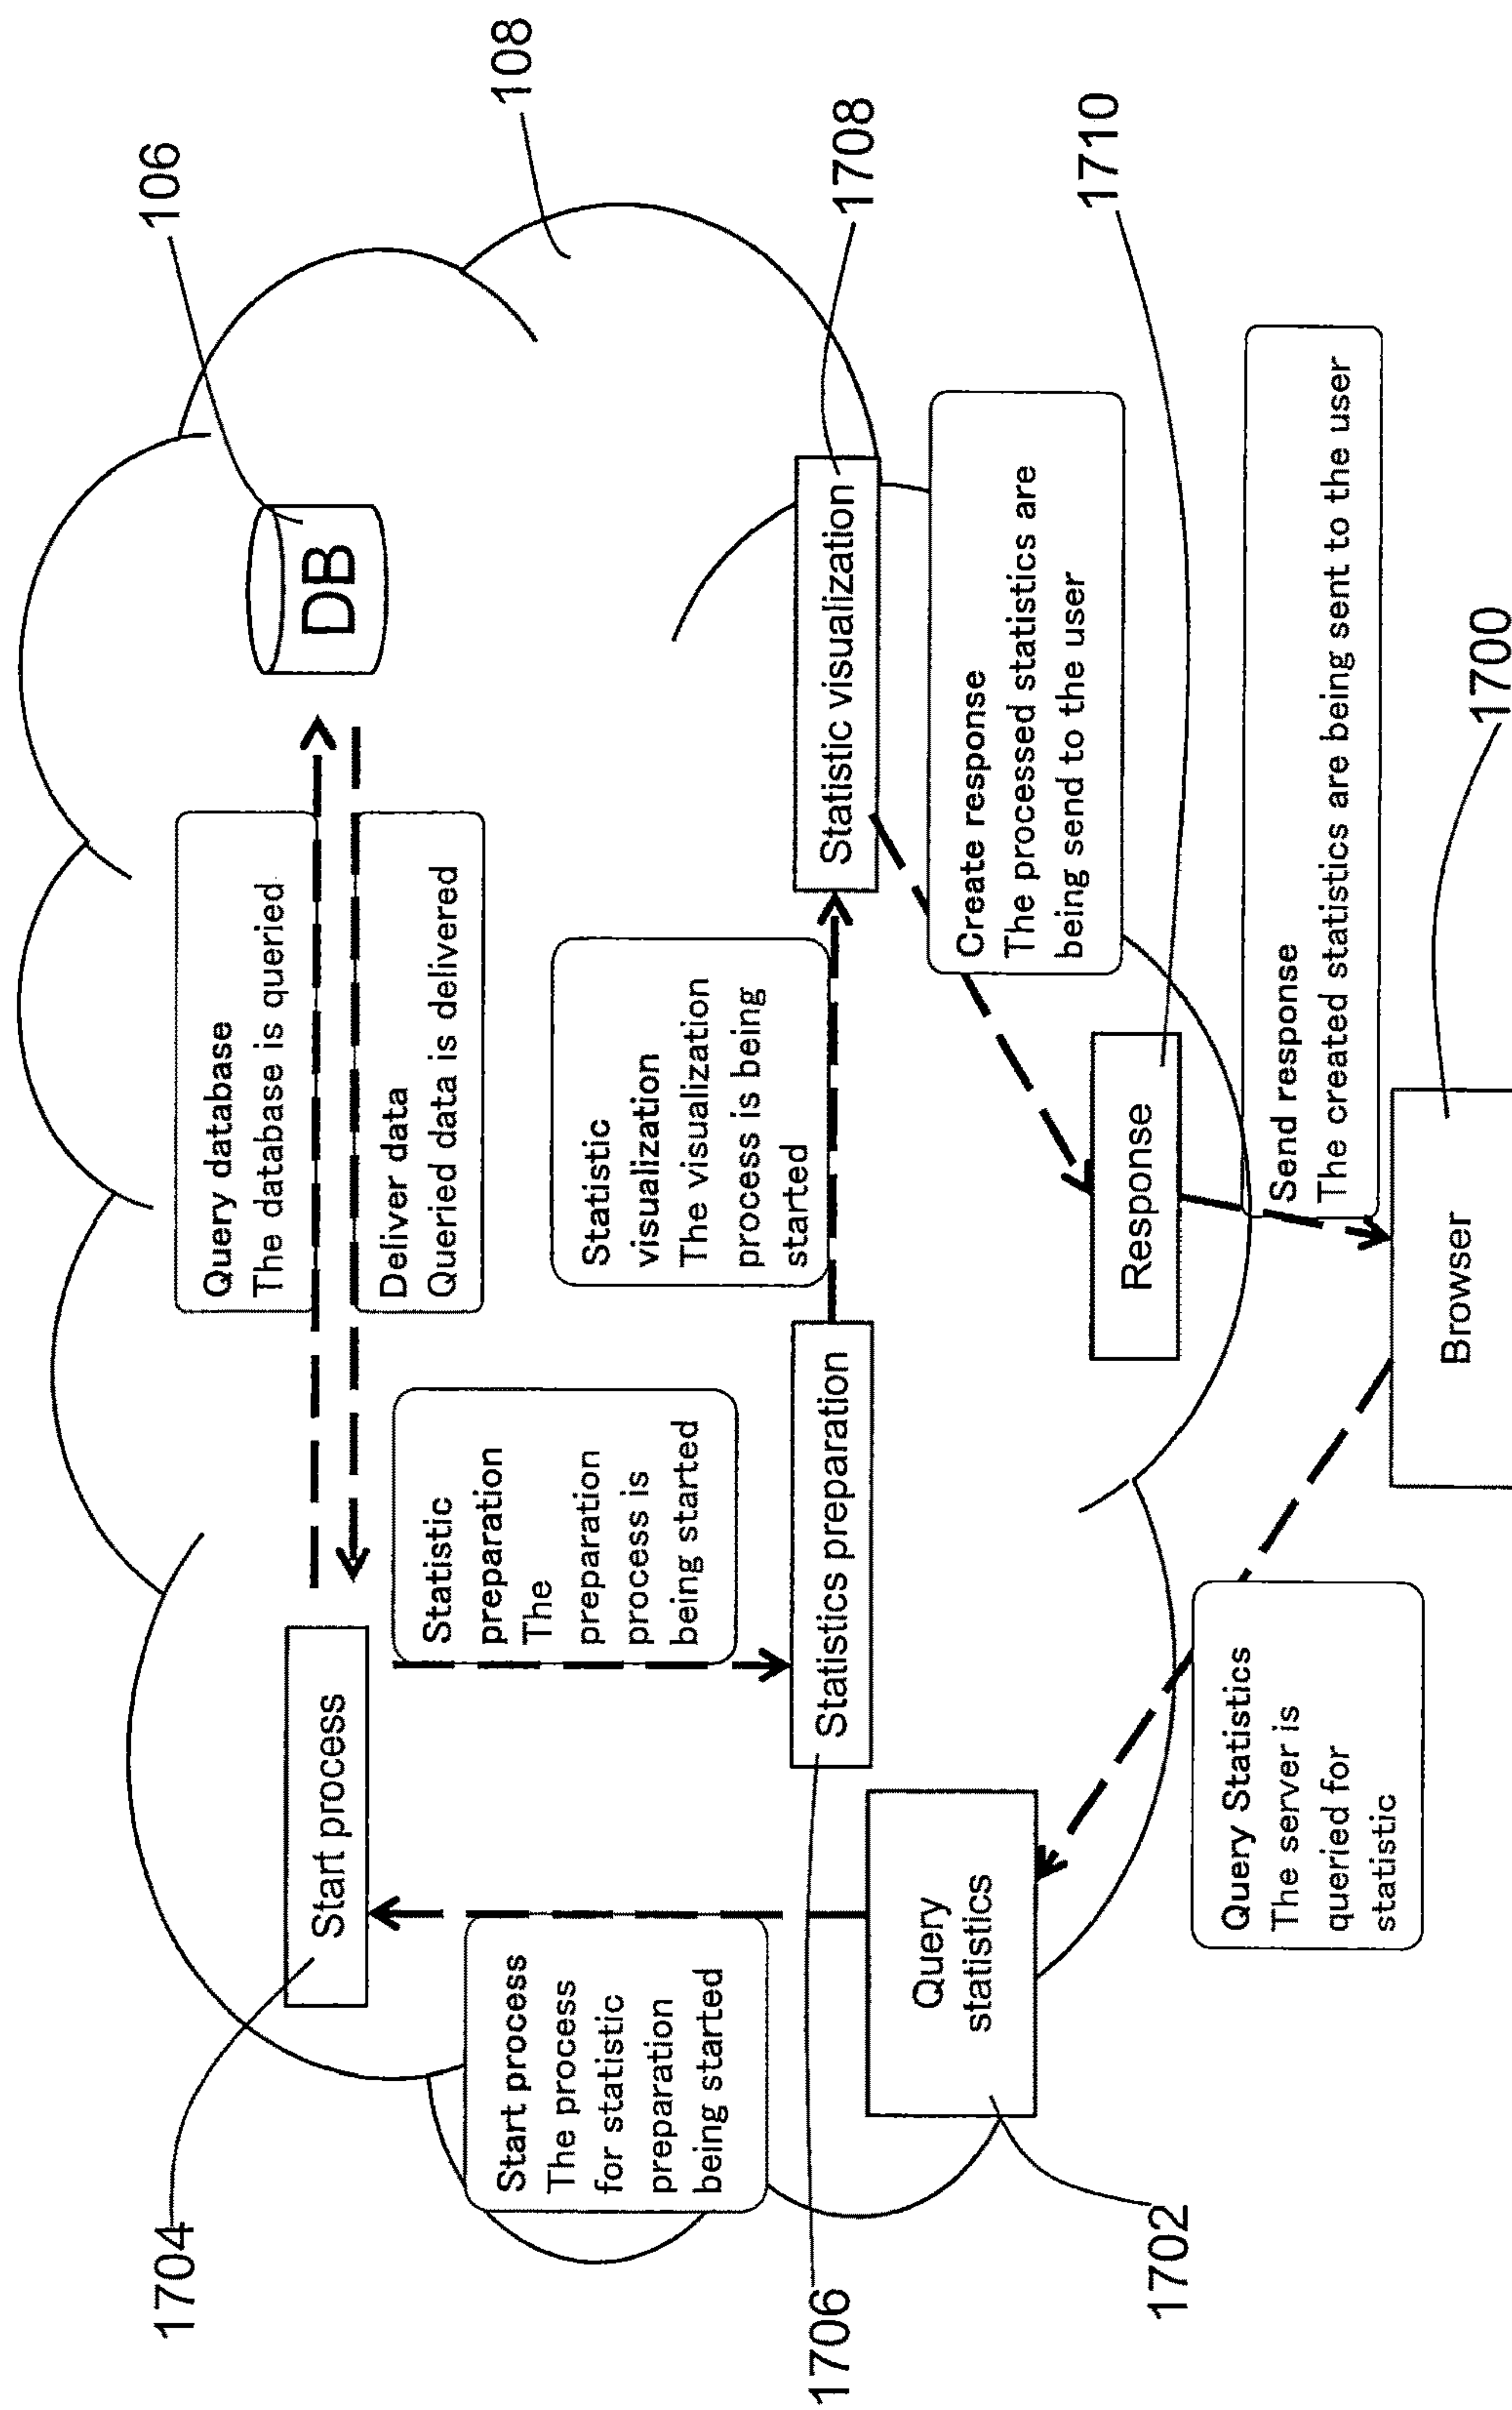 1704
Start process
106
DB
Query database
The database is queried
Deliver data
Queried data is delivered
108
Start process
The process
for statistic
preparation
being started
Statistic
preparation
The
preparation
process is
being started
Statistic
visualization
The visualization
process is being
started
1706
Statistics preparation
Statistic visualization
1708
Query
statistics
1702
Create response
The processed statistics are
being send to the user
Response
1710
Query Statistics
The server is
queried for
statistic
Send response
The created statistics are being sent to the user
Browser
1700